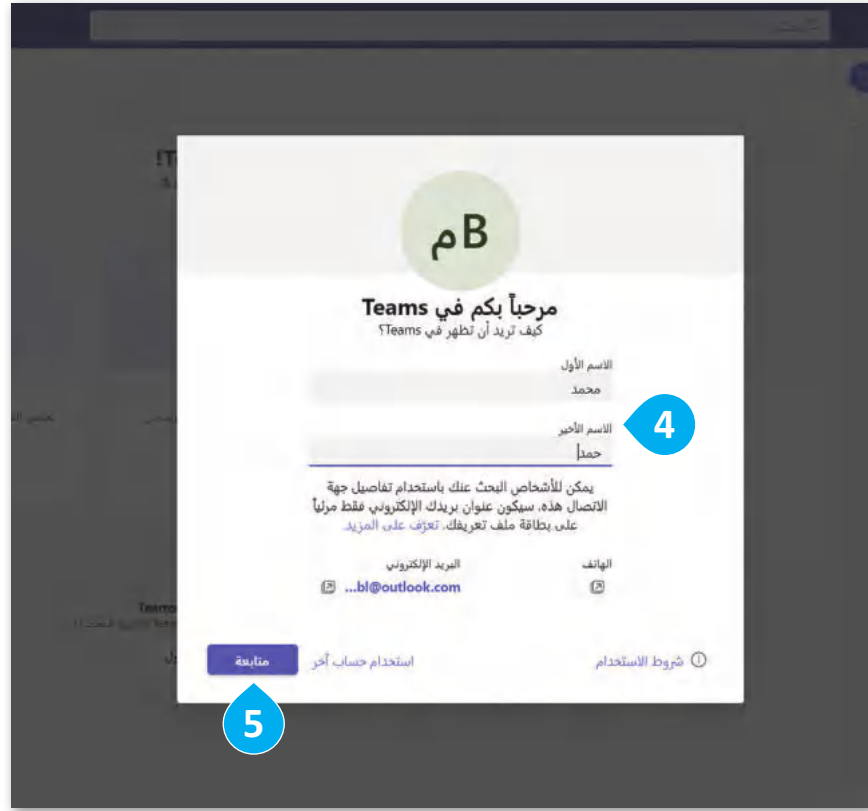 مB
مرحباً بكم في Teams
كيف تريد أن تظهر في Teams؟
الاسم الأول
محمد
4
الاسم الأخير
حمد
يمكن للأشخاص البحث عنك باستخدام تفاصيل جهة
الاتصال هذه. سيكون عنوان بريدك الإلكتروني فقط مرئياً
على بطاقة ملف تعريفك. تعرّف على المزيد
الهاتف
البريد الإلكتروني
...bl@outlook.com
شروط الاستخدام
استخدام حساب آخر
متابعة
5